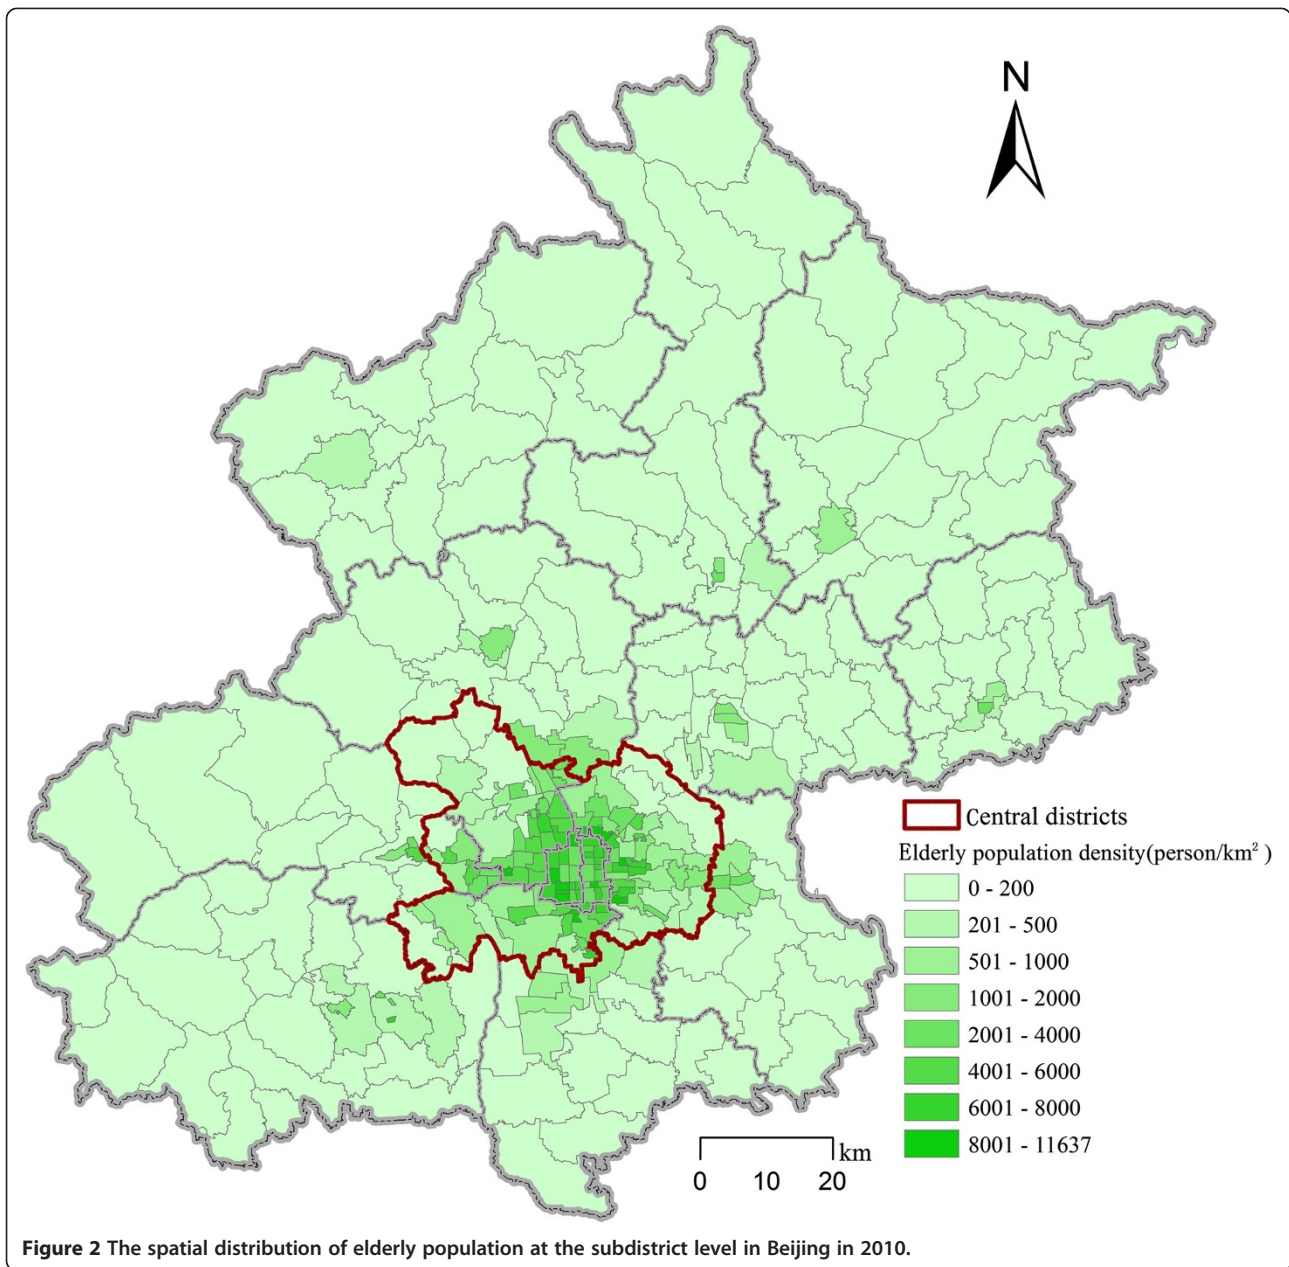 N
Central districts
Elderly population density(person/km²)
0 - 200
201 - 500
501 - 1000
1001 - 2000
2001 - 4000
4001 - 6000
6001 - 8000
8001 - 11637
km
0 10 20
Figure 2 The spatial distribution of elderly population at the subdistrict level in Beijing in 2010.